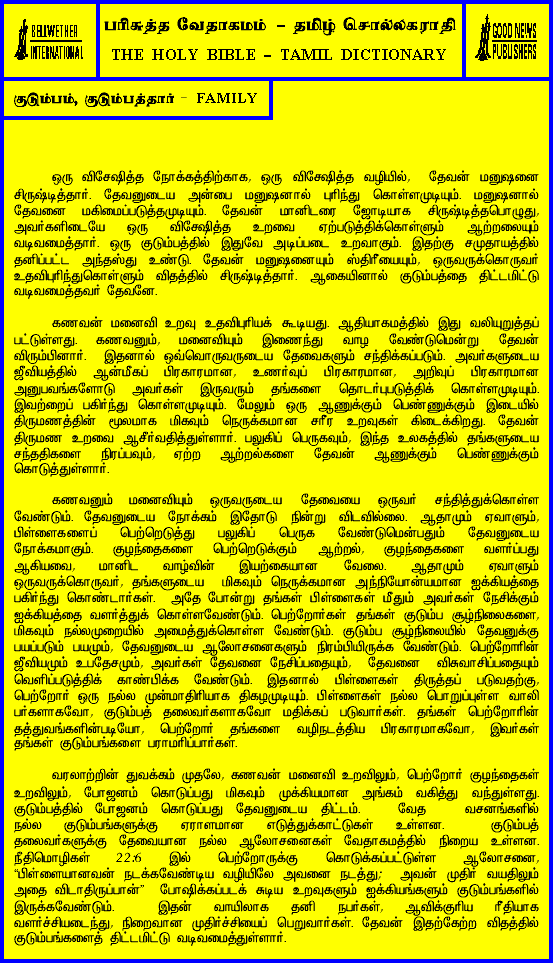 BELLWETHER
INTERNATIONAL
பரிசுத்த வேதாகமம் – தமிழ் சொல்லகராதி
THE HOLY BIBLE – TAMIL DICTIONARY
GOOD NEWS
PUBLISHERS
குடும்பம், குடும்பத்தார் – FAMILY
ஒரு விசேஷித்த நோக்கத்திற்காக, ஒரு விசேஷித்த வழியில், தேவன் மனுஷனை
சிருஷ்டித்தார். தேவனுடைய அன்பை மனுஷனால் புரிந்து கொள்ளமுடியும். மனுஷனால்
தேவனை மகிமைப்படுத்தமுடியும். தேவன் மானிடரை ஜோடியாக சிருஷ்டித்தபொழுது,
அவர்களிடையே ஒரு விசேஷித்த உறவை ஏற்படுத்திக்கொள்ளும் ஆற்றலையும்
வடிவமைத்தார். ஒரு குடும்பத்தில் இதுவே அடிப்படை உறவாகும். இதற்கு சமுதாயத்தில்
தனிப்பட்ட அந்தஸ்து உண்டு. தேவன் மனுஷனையும் ஸ்திரீயையும், ஒருவருக்கொருவர்
உதவிபுரிந்துகொள்ளும் விதத்தில் சிருஷ்டித்தார். ஆகையினால் குடும்பத்தை திட்டமிட்டு
வடிவமைத்தவர் தேவனே.
கணவன் மனைவி உறவு உதவிபுரியக் கூடியது. ஆதியாகமத்தில் இது வலியுறுத்தப்
பட்டுள்ளது. கணவனும், மனைவியும் இணைந்து வாழ வேண்டுமென்று தேவன்
விரும்பினார். இதனால் ஒவ்வொருவருடைய தேவைகளும் சந்திக்கப்படும். அவர்களுடைய
ஜீவியத்தில் ஆன்மீகப் பிரகாரமான, உணர்வுப் பிரகாரமான, அறிவுப் பிரகாரமான
அனுபவங்களோடு அவர்கள் இருவரும் தங்களை தொடர்புபடுத்திக் கொள்ளமுடியும்.
இவற்றைப் பகிர்ந்து கொள்ளமுடியும். மேலும் ஒரு ஆணுக்கும் பெண்ணுக்கும் இடையில்
திருமணத்தின் மூலமாக மிகவும் நெருக்கமான சரீர உறவுகள் கிடைக்கிறது. தேவன்
திருமண உறவை ஆசீர்வதித்துள்ளார். பலுகிப் பெருகவும், இந்த உலகத்தில் தங்களுடைய
சந்ததிகளை நிரப்பவும், ஏற்ற ஆற்றல்களை தேவன் ஆணுக்கும் பெண்ணுக்கும்
கொடுத்துள்ளார்.
கணவனும் மனைவியும் ஒருவருடைய தேவையை ஒருவர் சந்தித்துக்கொள்ள
வேண்டும். தேவனுடைய நோக்கம் இதோடு நின்று விடவில்லை. ஆதாமும் ஏவாளும்,
பிள்ளைகளைப் பெற்றெடுத்து பலுகிப் பெருக வேண்டுமென்பதும் தேவனுடைய
நோக்கமாகும். குழந்தைகளை பெற்றெடுக்கும் ஆற்றல், குழந்தைகளை வளர்ப்பது
ஆகியவை, மானிட வாழ்வின் இயற்கையான வேலை. ஆதாமும் ஏவாளும்
ஒருவருக்கொருவர், தங்களுடைய மிகவும் நெருக்கமான அந்நியோன்யமான ஐக்கியத்தை
பகிர்ந்து கொண்டார்கள். அதே போன்று தங்கள் பிள்ளைகள் மீதும் அவர்கள் நேசிக்கும்
ஐக்கியத்தை வளர்த்துக் கொள்ளவேண்டும். பெற்றோர்கள் தங்கள் குடும்ப சூழ்நிலைகளை,
மிகவும் நல்லமுறையில் அமைத்துக்கொள்ள வேண்டும். குடும்ப சூழ்நிலையில் தேவனுக்கு
பயப்படும் பயமும், தேவனுடைய ஆலோசனைகளும் நிரம்பியிருக்க வேண்டும். பெற்றோரின்
ஜீவியமும் உபதேசமும், அவர்கள் தேவனை நேசிப்பதையும், தேவனை விசுவாசிப்பதையும்
வெளிப்படுத்திக் காண்பிக்க வேண்டும். இதனால் பிள்ளைகள் திருத்தப் படுவதற்கு,
பெற்றோர் ஒரு நல்ல முன்மாதிரியாக திகழமுடியும். பிள்ளைகள் நல்ல பொறுப்புள்ள வாலி
பர்களாகவோ, குடும்பத் தலைவர்களாகவோ மதிக்கப் படுவார்கள். தங்கள் பெற்றோரின்
தத்துவங்களின்படியோ, பெற்றோர் தங்களை வழிநடத்திய பிரகாரமாகவோ, இவர்கள்
தங்கள் குடும்பங்களை பராமரிப்பார்கள்.
வரலாற்றின் துவக்கம் முதலே, கணவன் மனைவி உறவிலும், பெற்றோர் குழந்தைகள்
உறவிலும், போஜனம் கொடுப்பது மிகவும் முக்கியமான அங்கம் வகித்து வந்துள்ளது.
குடும்பத்தில் போஜனம் கொடுப்பது தேவனுடைய திட்டம். வேத வசனங்களில்
நல்ல குடும்பங்களுக்கு ஏராளமான எடுத்துக்காட்டுகள் உள்ளன. குடும்பத்
தலைவர்களுக்கு தேவையான நல்ல ஆலோசனைகள் வேதாகமத்தில் நிறைய உள்ளன.
நீதிமொழிகள் 22:6 இல் பெற்றோருக்கு கொடுக்கப்பட்டுள்ள ஆலோசனை,
"பிள்ளையானவன் நடக்கவேண்டிய வழியிலே அவனை நடத்து; அவன் முதிர் வயதிலும்
அதை விடாதிருப்பான்" போஷிக்கப்படக் கூடிய உறவுகளும் ஐக்கியங்களும் குடும்பங்களில்
இருக்கவேண்டும். இதன் வாயிலாக தனி நபர்கள், ஆவிக்குரிய ரீதியாக
வளர்ச்சியடைந்து, நிறைவான முதிர்ச்சியைப் பெறுவார்கள். தேவன் இதற்கேற்ற விதத்தில்
குடும்பங்களைத் திட்டமிட்டு வடிவமைத்துள்ளார்.